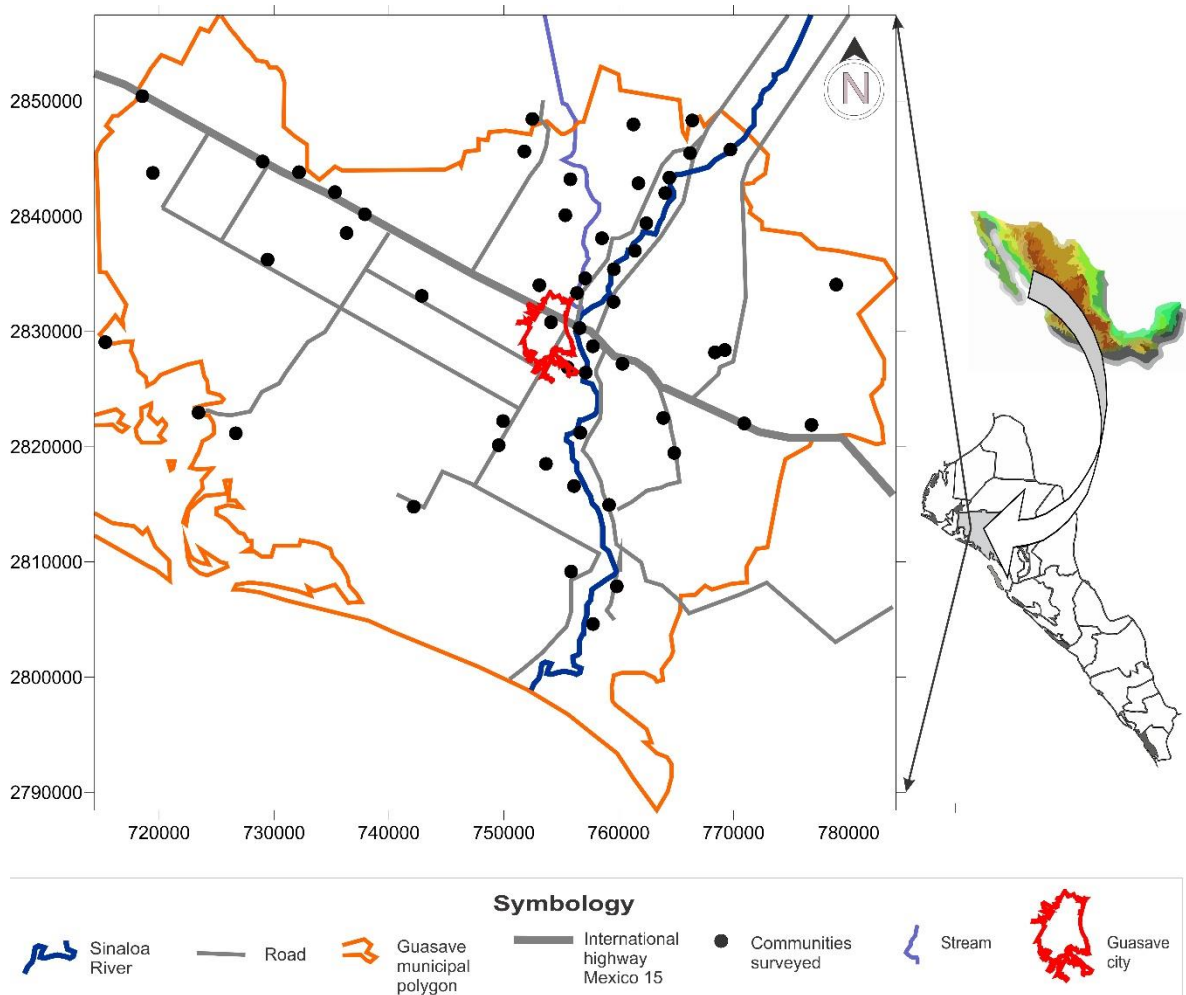 N
2850000
2840000
2830000
2820000
2810000
2800000
2790000
720000
730000
740000
750000
760000
770000
780000
Symbology
Sinaloa
River
Road
Guasave
municipal
polygon
International
highway
Mexico 15
Communities
surveyed
Stream
Guasave
city